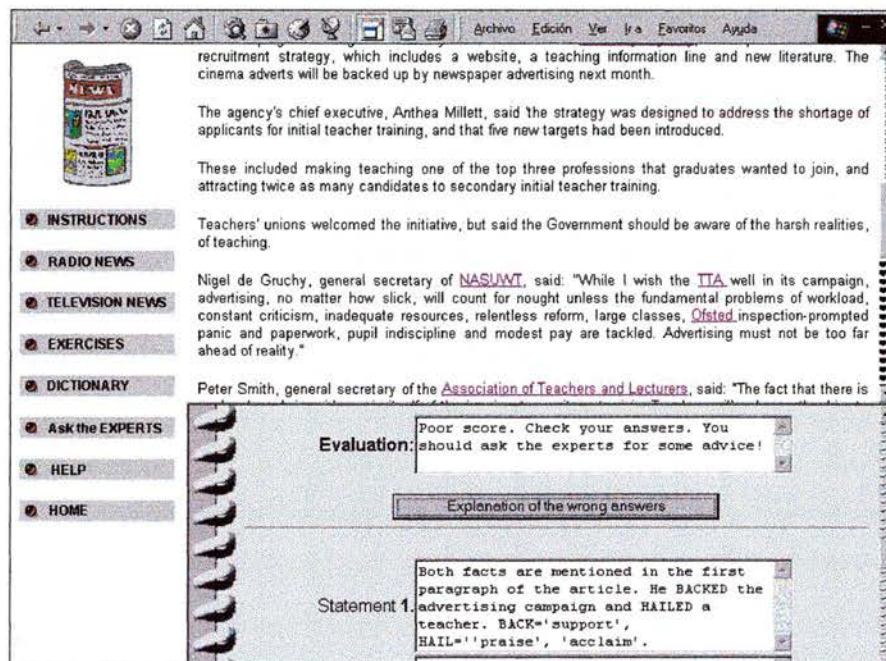 Archivo Edición Ver Ir a Favoritos Ayuda
recruitment strategy, which includes a website, a teaching information line and new literature. The
cinema adverts will be backed up by newspaper advertising next month.
The agency's chief executive, Anthea Millett, said 'the strategy was designed to address the shortage of
applicants for initial teacher training, and that five new targets had been introduced.
These included making teaching one of the top three professions that graduates wanted to join, and
attracting twice as many candidates to secondary initial teacher training.
Teachers' unions welcomed the initiative, but said the Government should be aware of the harsh realities,
of teaching.
Nigel de Gruchy, general secretary of NASUWT, said: "While I wish the TTA well in its campaign,
advertising, no matter how slick, will count for nought unless the fundamental problems of workload,
constant criticism, inadequate resources, relentless reform, large classes, Ofsted inspection-prompted
panic and paperwork, pupil indiscipline and modest pay are tackled. Advertising must not be too far
ahead of reality."
Peter Smith, general secretary of the Association of Teachers and Lecturers, said: "The fact that there is
NEWS
INSTRUCTIONS
RADIO NEWS
TELEVISION NEWS
EXERCISES
DICTIONARY
Ask the EXPERTS
HELP
HOME
Evaluation:
Poor score. Check your answers. You
should ask the experts for some advice!
Explanation of the wrong answers
Statement 1.
Both facts are mentioned in the first
paragraph of the article. He BACKED the
advertising campaign and HAILED a
teacher. BACK='support',
HAIL=''praise', 'acclaim'.